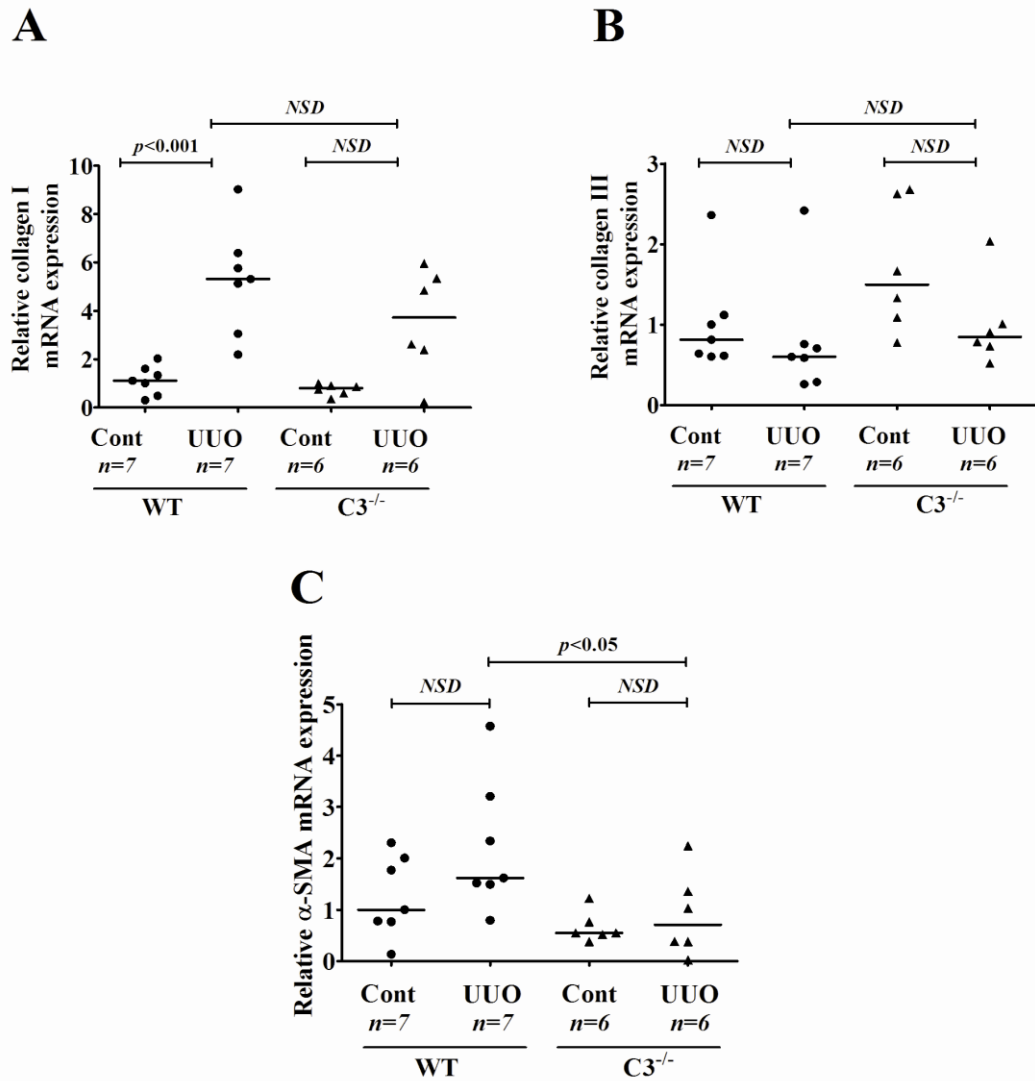 A
NSD
p<0.001
NSD
Relative collagen I
mRNA expression
10
8
6
4
2
0
Cont
UUO
Cont
UUO
n=7
n=7
n=6
n=6
WT
C3-/-
B
NSD
NSD
NSD
Relative collagen III
mRNA expression
3
2
1
0
Cont
UUO
Cont
UUO
n=7
n=7
n=6
n=6
WT
C3-/-
C
p<0.05
NSD
NSD
Relative α-SMA mRNA expression
5
4
3
2
1
0
Cont
UUO
Cont
UUO
n=7
n=7
n=6
n=6
WT
C3-/-